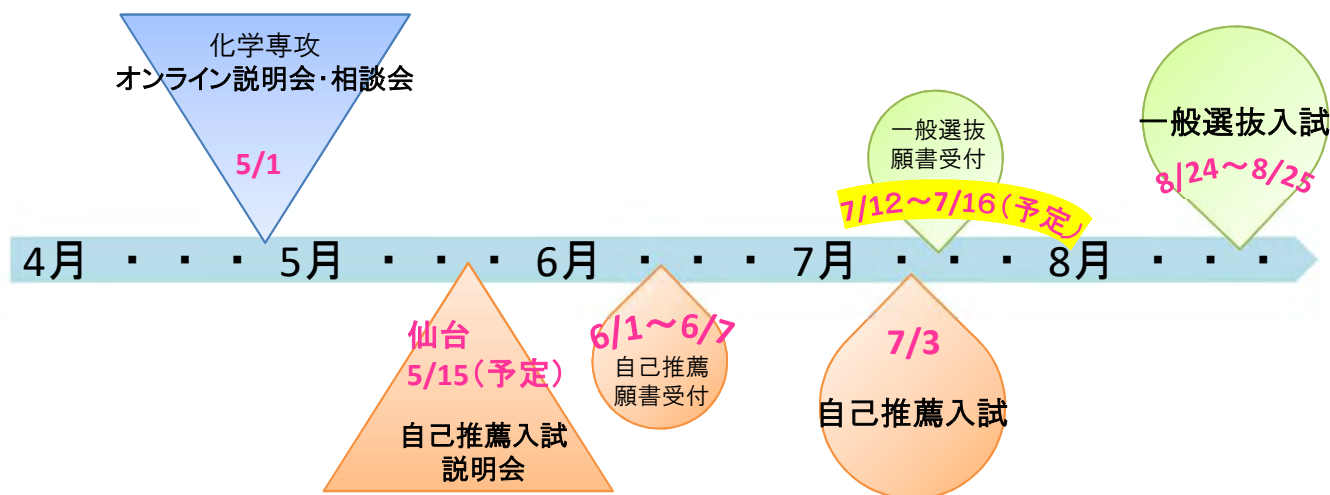 化学専攻
オンライン説明会・相談会
5/1
一般選抜
願書受付
7/12～7/16(予定)
一般選抜入試
8/24～8/25
4月 ・ ・ ・ 5月 ・ ・ ・ 6月 ・ ・ ・ 7月 ・ ・ ・ 8月 ・ ・ ・
仙台
5/15(予定)
自己推薦入試
説明会
6/1～6/7
自己推薦
願書受付
7/3
自己推薦入試